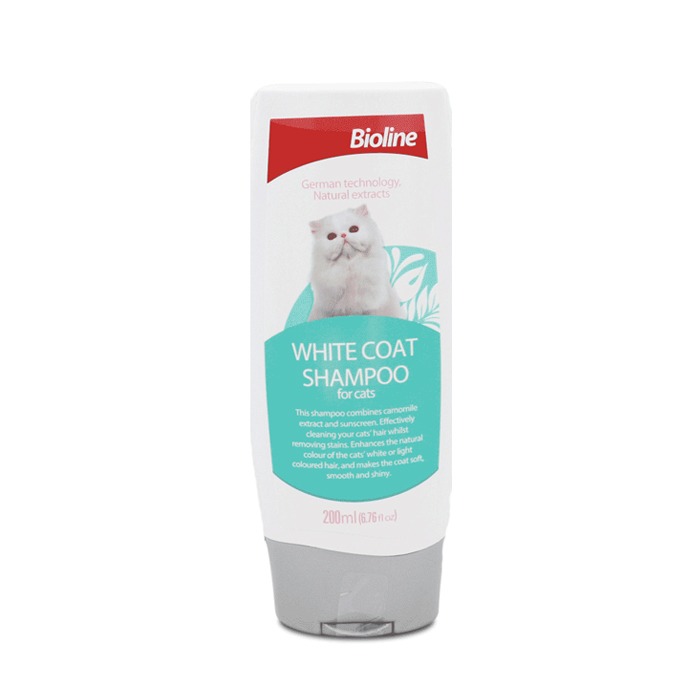 Bioline
German technology.
Natural extracts
WHITE COAT
SHAMPOO
for cats
This shampoo combines camomile
extract and sunscreen. Effectively
cleaning your cats' hair whilst
removing stains. Enhances the natural
colour of the cats' white or light
coloured hair, and makes the coat soft,
smooth and shiny.
200ml (6.76 fl oz)